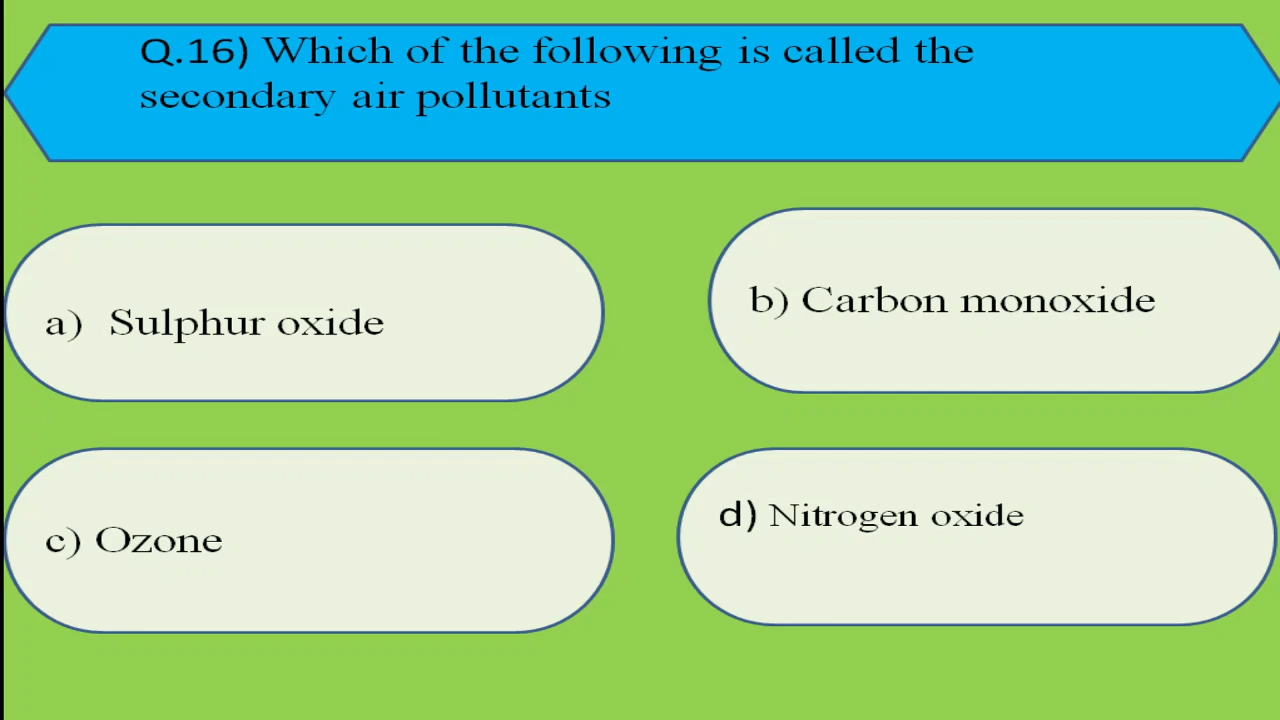 Q.16) Which of the following is called the
secondary air pollutants
a) Sulphur oxide
b) Carbon monoxide
c) Ozone
d) Nitrogen oxide